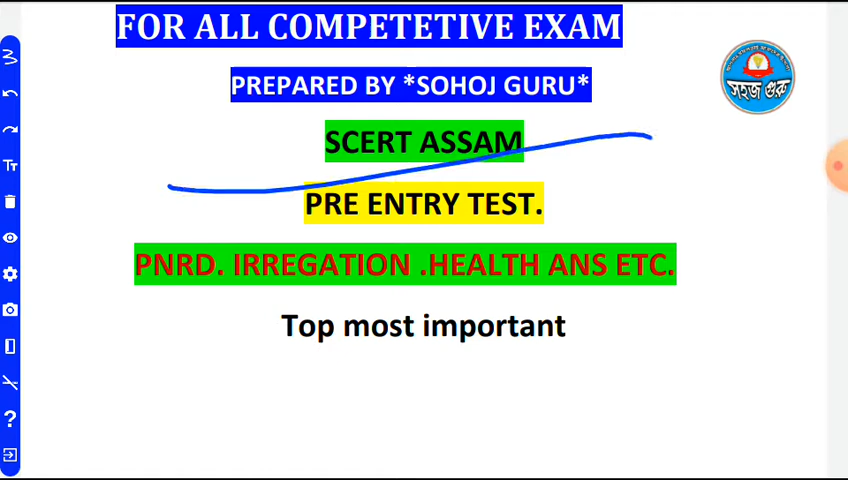 FOR ALL COMPETETIVE EXAM
PREPARED BY *SOHOJ GURU*
সহজ গুরু
SCERT ASSAM
PRE ENTRY TEST.
PNRD. IRREGATION .HEALTH ANS ETC.
Top most important